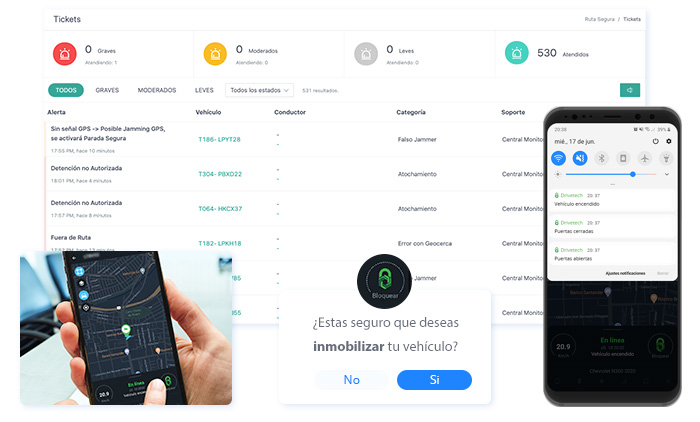 Tickets
Ruta Segura / Tickets
0 Graves
Atendiendo: 1
0 Moderados
Atendiendo: 0
0 Leves
Atendiendo: 0
530 Atendidos
TODOS GRAVES MODERADOS LEVES Todos los estados 531 resultados.
Alerta Vehículo Conductor Categoría Soporte
Sin señal GPS -> Posible Jamming GPS,
se activará Parada Segura
17:55 PM, hace 10 minutos
T186- LPYT28 - - Falso Jammer Central Monito
Detención no Autorizada
18:01 PM, hace 4 minutos
T304- PBXD22 - - Atochamiento Central Monito
Detención no Autorizada
17:57 PM, hace 8 minutos
T064- HKCX37 - - Atochamiento Central Monito
Fuera de Ruta
T182- LPKH18 - - Error con Geocerca Central Monito
Jammer Central Monito
Central Monito
Bloquear
¿Estas seguro que deseas
inmobilizar tu vehículo?
No Si
20:38
mié., 17 de jun.
Drivetech 20:37
Vehículo encendido
Drivetech 20:37
Puertas cerradas
Drivetech 20:37
Puertas abiertas
Ajustes notificaciones Borrar
20.9
Km/h
En línea
Vehículo encendido
Bloquear
20.9
En línea